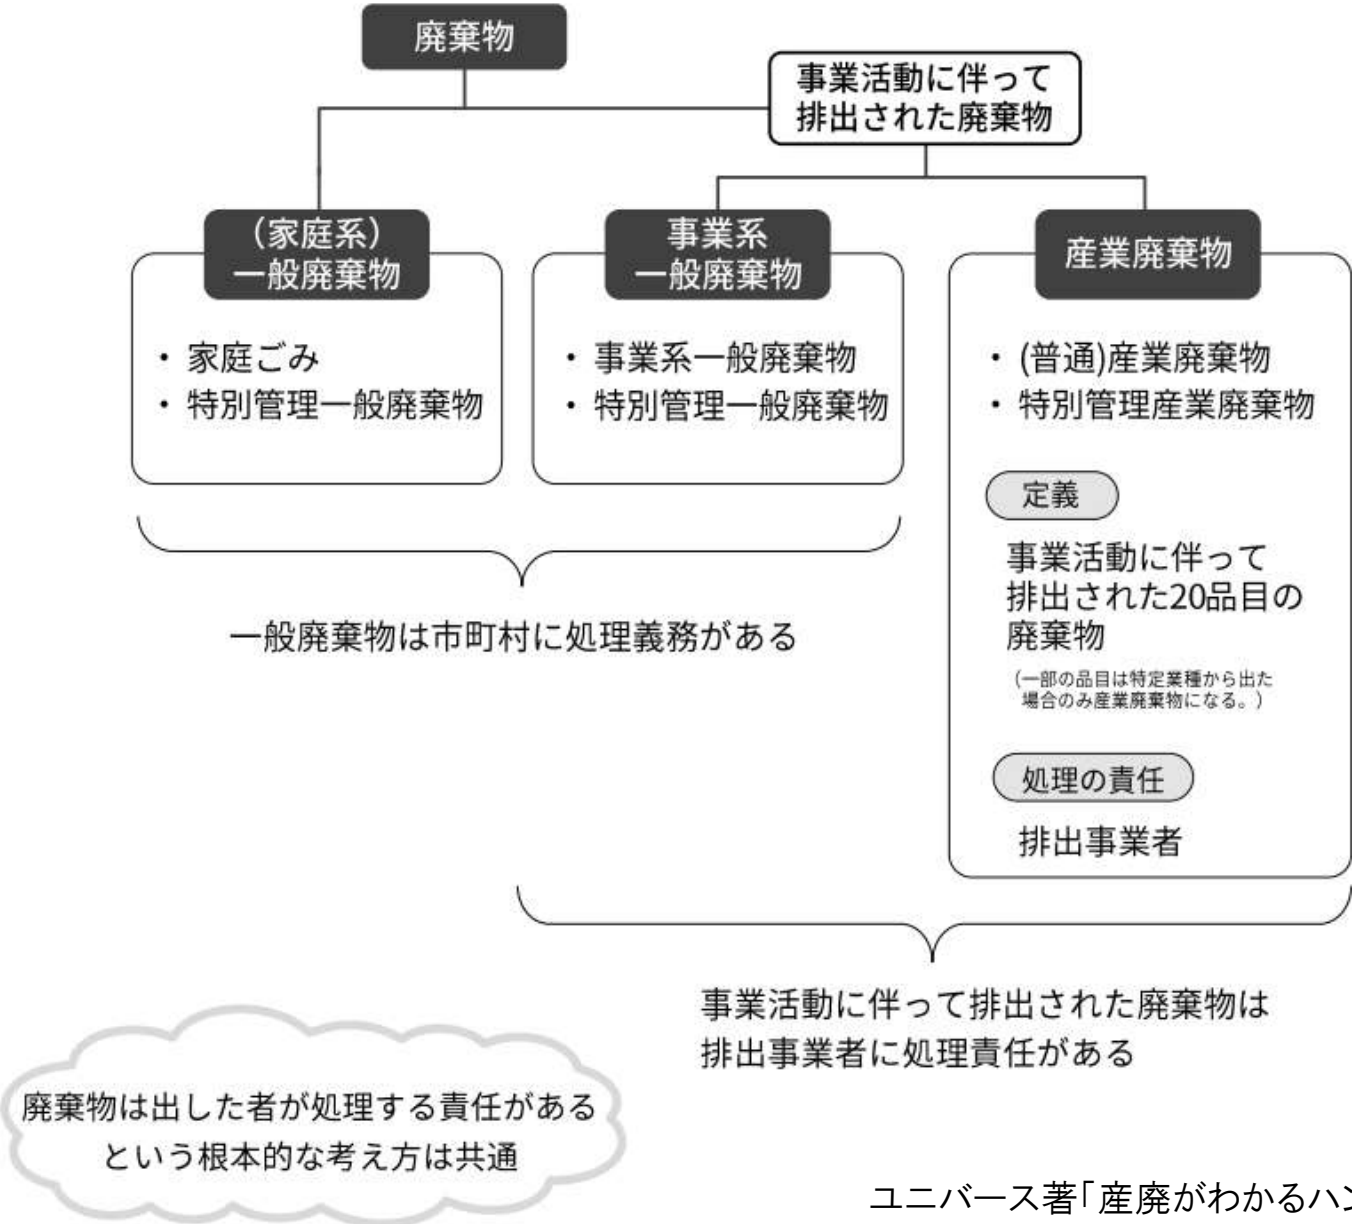 廃棄物
事業活動に伴って
排出された廃棄物
（家庭系）
一般廃棄物
・ 家庭ごみ
・ 特別管理一般廃棄物
事業系
一般廃棄物
・ 事業系一般廃棄物
・ 特別管理一般廃棄物
産業廃棄物
・ (普通)産業廃棄物
・ 特別管理産業廃棄物
定義
事業活動に伴って
排出された20品目の
廃棄物
（一部の品目は特定業種から出た
場合のみ産業廃棄物になる。）
処理の責任
排出事業者
一般廃棄物は市町村に処理義務がある
事業活動に伴って排出された廃棄物は
排出事業者に処理責任がある
廃棄物は出した者が処理する責任がある
という根本的な考え方は共通
ユニバース著「産廃がわかるハン